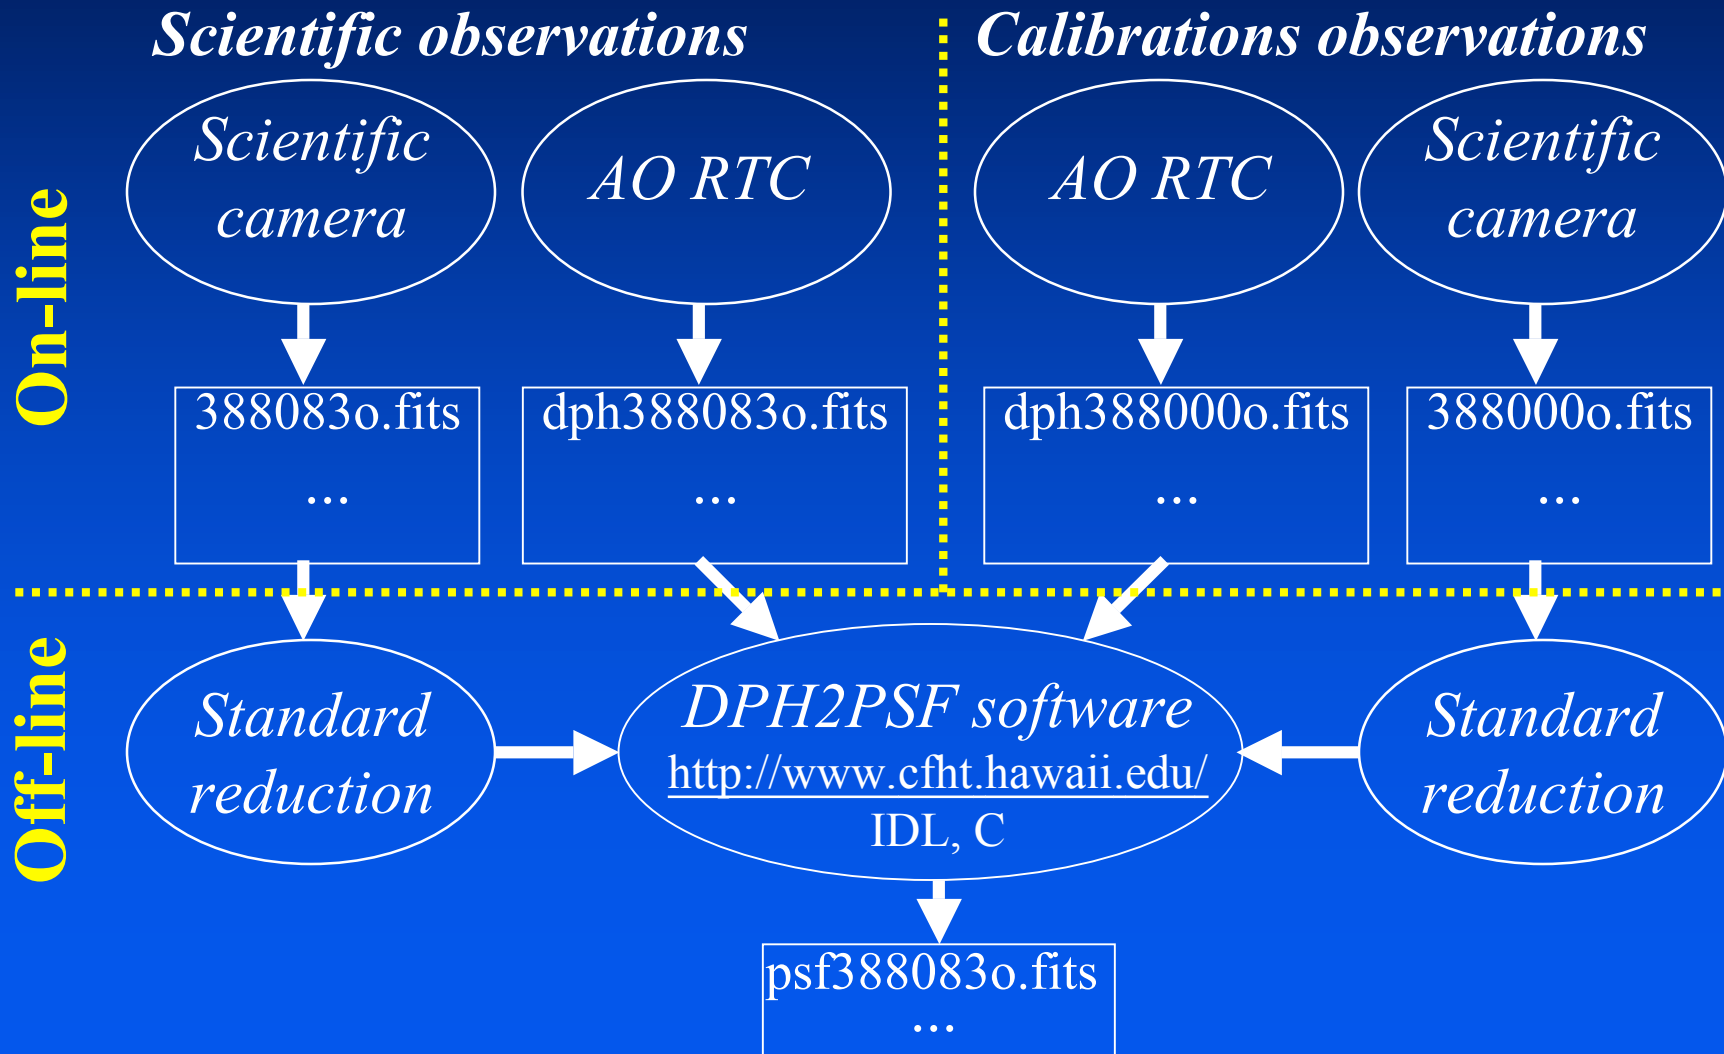 Scientific observations
Calibrations observations
On-line
Scientific
camera
AO RTC
AO RTC
Scientific
camera
388083o.fits
...
dph388083o.fits
...
dph388000o.fits
...
388000o.fits
...
Off-line
Standard
reduction
DPH2PSF software
http://www.cfht.hawaii.edu/
IDL, C
Standard
reduction
psf388083o.fits
...